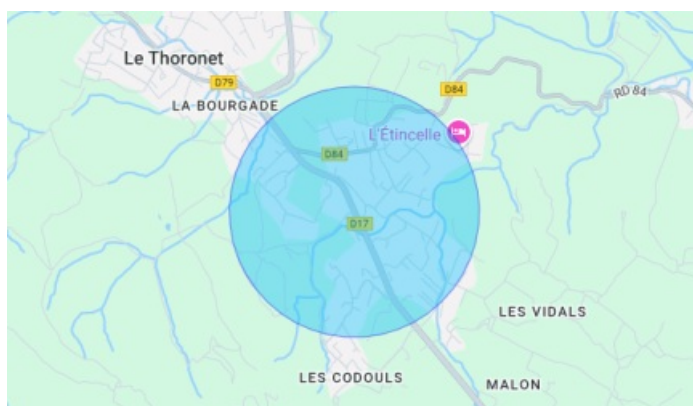 Le Thoronet
D79
D84
RD 84
LA BOURGADE
L'Étincelle
D84
D17
LES VIDALS
LES CODOULS
MALON